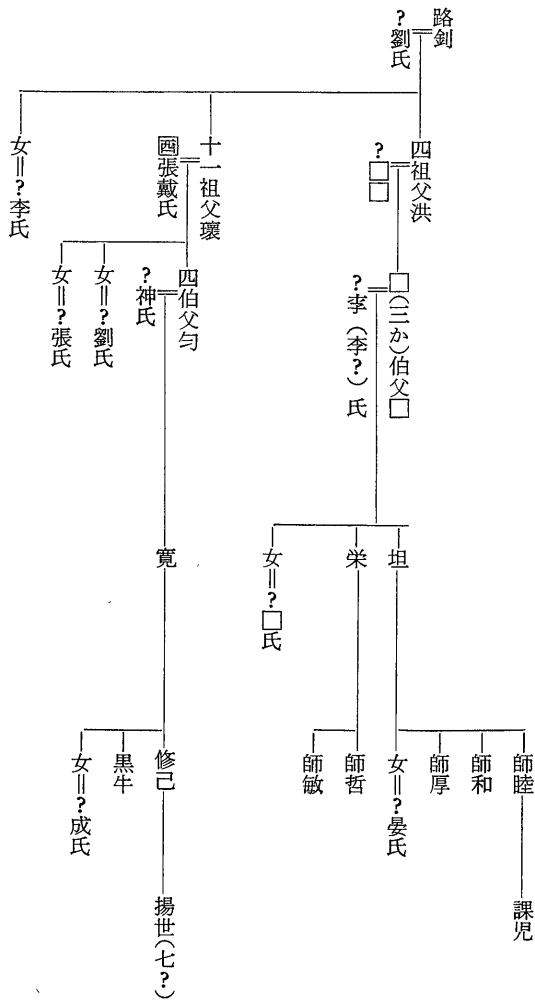 路釗
?劉氏
四祖父洪
?□□
十一祖父瓌
四張戴氏
女=?李氏
□(三か)伯父□
?李(李?)氏
四伯父匀
?神氏
女=?劉氏
女=?張氏
坦
栄
女=?□氏
寛
師睦
師和
師厚
女=?晏氏
師哲
師敏
修己
黒牛
女=?成氏
課児
揚世(七?)